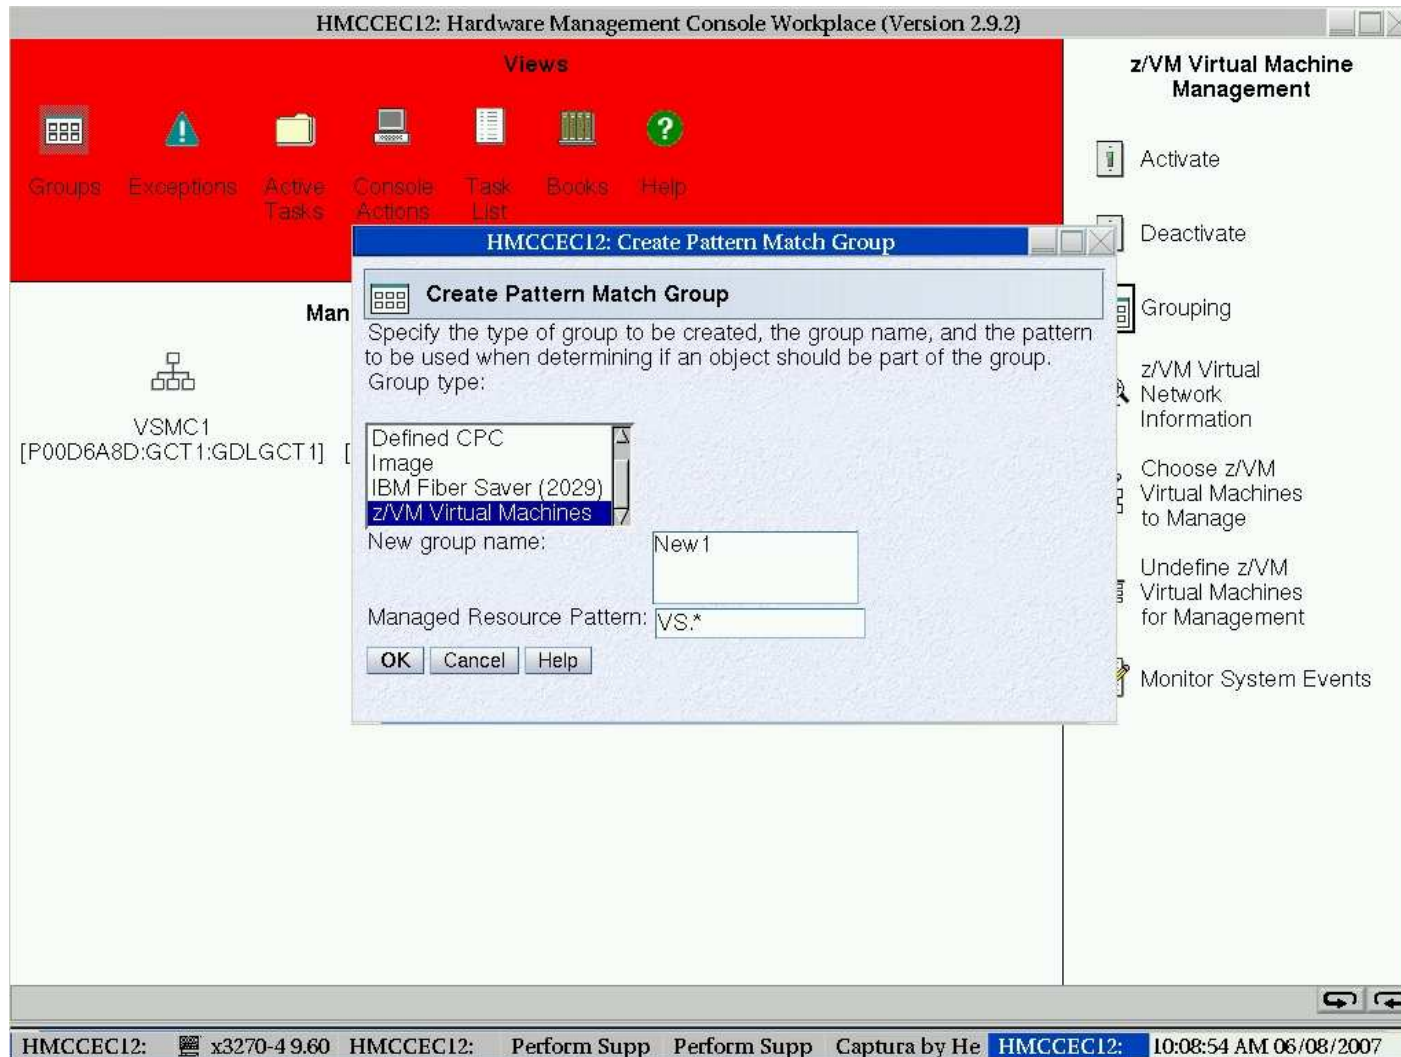 HMCCEC12: Hardware Management Console Workplace (Version 2.9.2)
Views
Groups
Exceptions
Active
Tasks
Console
Actions
Task
List
Books
Help
Man
VSMC1
[P00D6A8D:GCT1:GDLGCT1] [
HMCCEC12: Create Pattern Match Group
Create Pattern Match Group
Specify the type of group to be created, the group name, and the pattern
to be used when determining if an object should be part of the group.
Group type:
Defined CPC
Image
IBM Fiber Saver (2029)
z/VM Virtual Machines
New group name:
New1
Managed Resource Pattern:
VS.*
OK
Cancel
Help
z/VM Virtual Machine
Management
Activate
Deactivate
Grouping
z/VM Virtual
Network
Information
Choose z/VM
Virtual Machines
to Manage
Undefine z/VM
Virtual Machines
for Management
Monitor System Events
HMCCEC12:
x3270-4 9.60
HMCCEC12:
Perform Supp
Perform Supp
Captura by He
HMCCEC12:
10:08:54 AM 06/08/2007